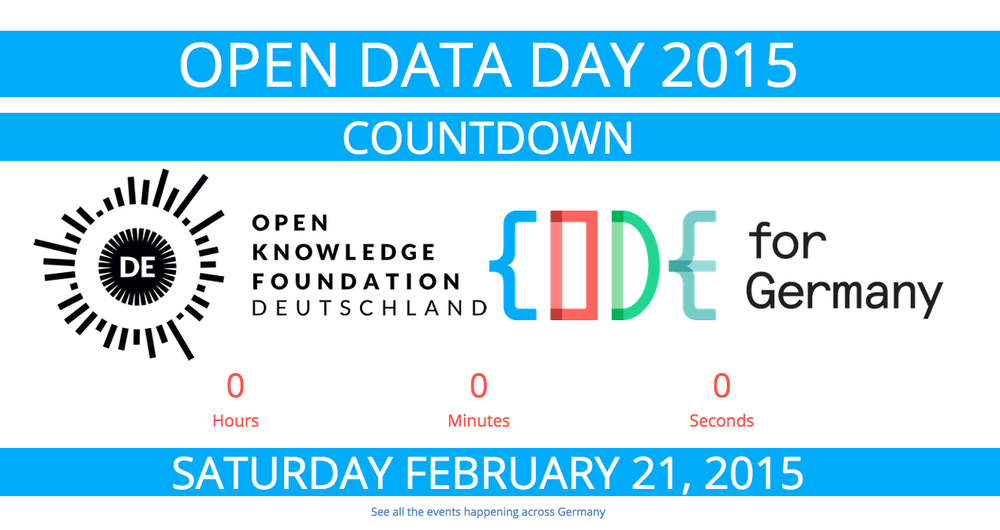 OPEN DATA DAY 2015
COUNTDOWN
DE
OPEN
KNOWLEDGE
FOUNDATION
DEUTSCHLAND
CODE
for
Germany
0 0 0
Hours Minutes Seconds
SATURDAY FEBRUARY 21, 2015
See all the events happening across Germany